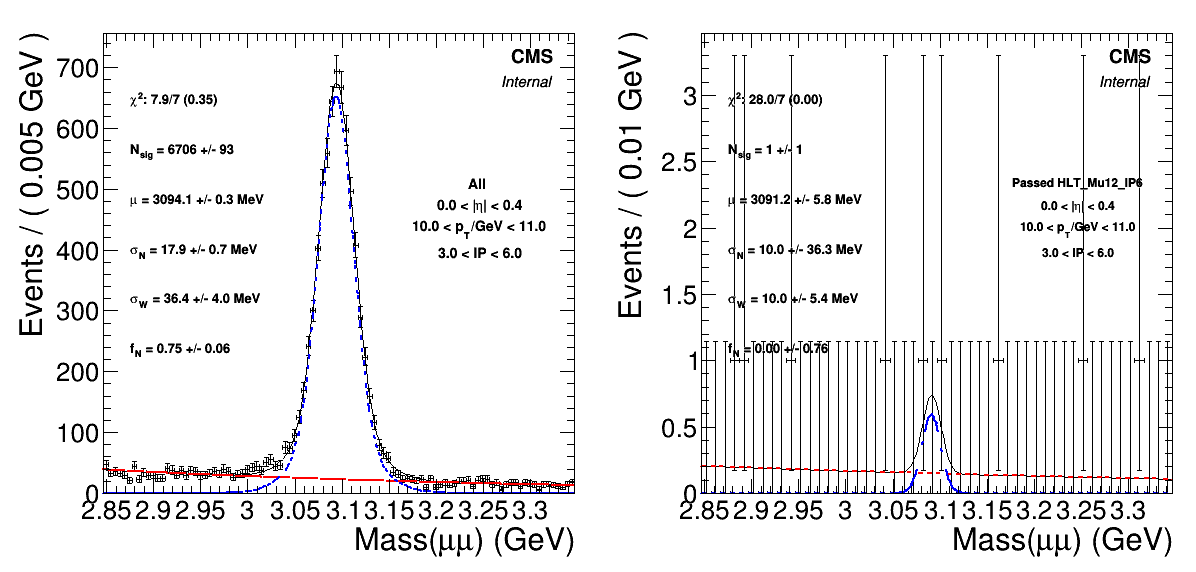 CMS
Internal
χ²: 7.9/7 (0.35)
N_sig = 6706 +/- 93
μ = 3094.1 +/- 0.3 MeV
σ_N = 17.9 +/- 0.7 MeV
σ_W = 36.4 +/- 4.0 MeV
f_N = 0.75 +/- 0.06
All
0.0 < |η| < 0.4
10.0 < p_T/GeV < 11.0
3.0 < IP < 6.0
Events / ( 0.005 GeV )
700
600
500
400
300
200
100
0
2.85 2.9 2.95 3 3.05 3.1 3.15 3.2 3.25 3.3
Mass(μμ) (GeV)
CMS
Internal
χ²: 28.0/7 (0.00)
N_sig = 1 +/- 1
μ = 3091.2 +/- 5.8 MeV
σ_N = 10.0 +/- 36.3 MeV
σ_W = 10.0 +/- 5.4 MeV
f_N = 0.00 +/- 0.76
Passed HLT_Mu12_IP6
0.0 < |η| < 0.4
10.0 < p_T/GeV < 11.0
3.0 < IP < 6.0
Events / ( 0.01 GeV )
3
2.5
2
1.5
1
0.5
0
2.85 2.9 2.95 3 3.05 3.1 3.15 3.2 3.25 3.3
Mass(μμ) (GeV)